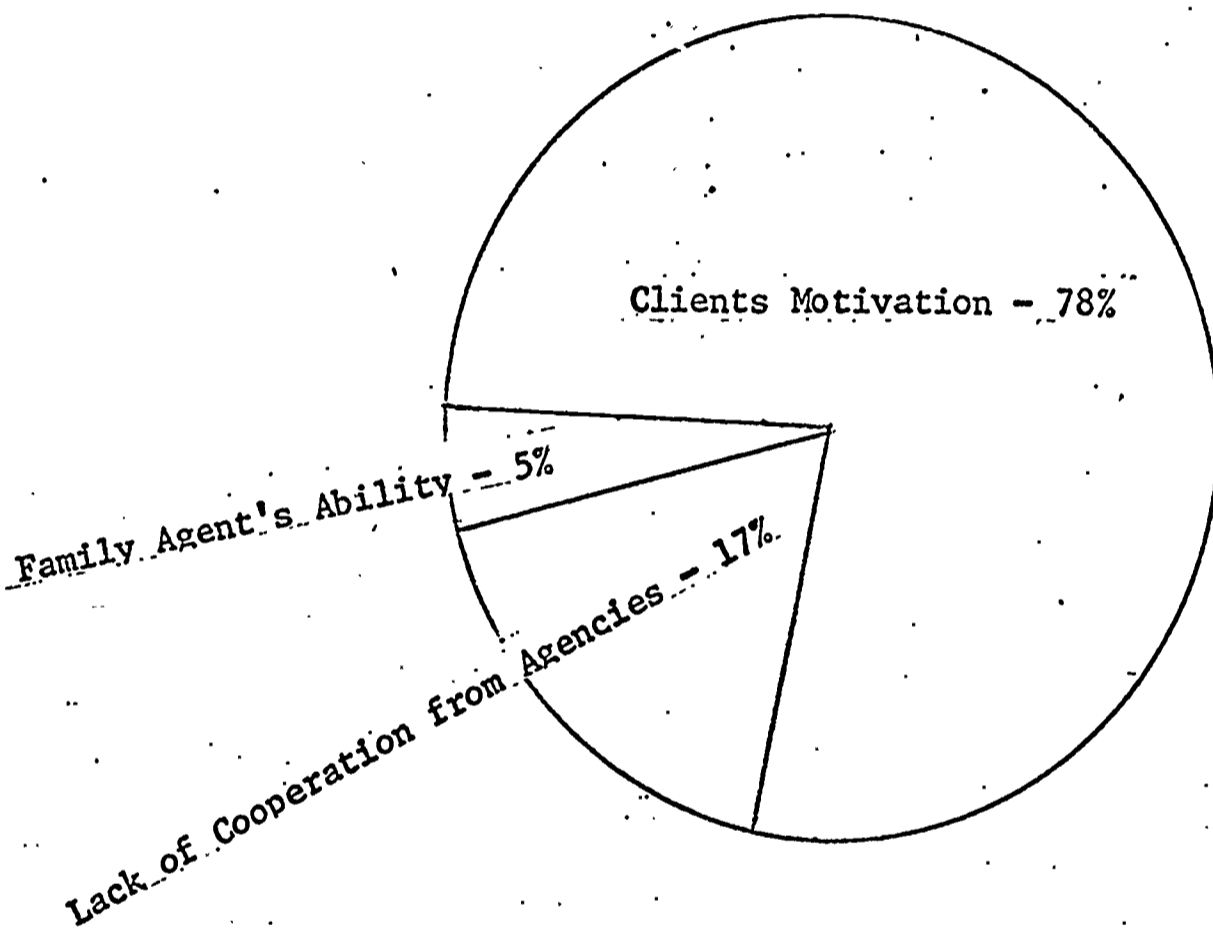 Clients Motivation - 78%
Family Agent's Ability - 5%
Lack of Cooperation from Agencies - 17%